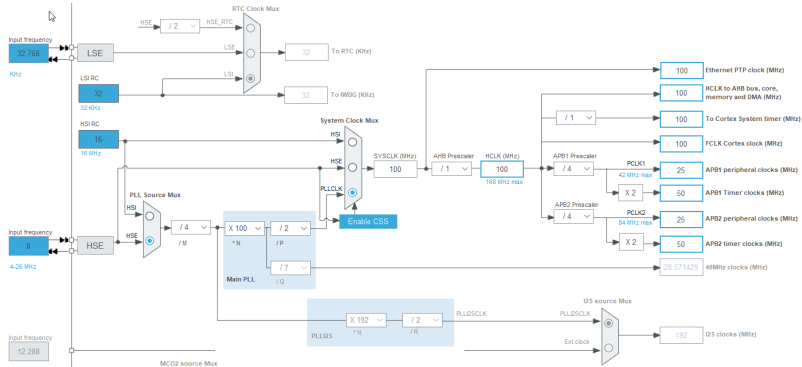 RTC Clock Mux
HSE
/ 2
HSE_RTC
Input frequency
32.768
KHz
LSE
LSE
32
To RTC (KHz)
LSI RC
32
32 KHz
LSI
32
To IWDG (KHz)
HSI RC
16
16 MHz
System Clock Mux
HSI
HSE
PLLCLK
Enable CSS
SYSCLK (MHz)
100
AHB Prescaler
/ 1
HCLK (MHz)
100
168 MHz max
100
Ethernet PTP clock (MHz)
100
HCLK to AHB bus, core,
memory and DMA (MHz)
/ 1
100
To Cortex System timer (MHz)
100
FCLK Cortex clock (MHz)
APB1 Prescaler
/ 4
PCLK1
42 MHz max
25
APB1 peripheral clocks (MHz)
X 2
50
APB1 Timer clocks (MHz)
APB2 Prescaler
/ 4
PCLK2
84 MHz max
25
APB2 peripheral clocks (MHz)
X 2
50
APB2 timer clocks (MHz)
28.571429
48MHz clocks (MHz)
PLL Source Mux
HSI
HSE
Input frequency
8
4-26 MHz
HSE
/ 4
/ M
X 100
* N
/ 2
/ P
/ 7
/ Q
Main PLL
PLLI2S
X 192
* N
/ 2
/ R
PLLI2SCLK
I2S source Mux
PLLI2SCLK
Ext.clock
192
I2S clocks (MHz)
Input frequency
12.288
MCO2 source Mux